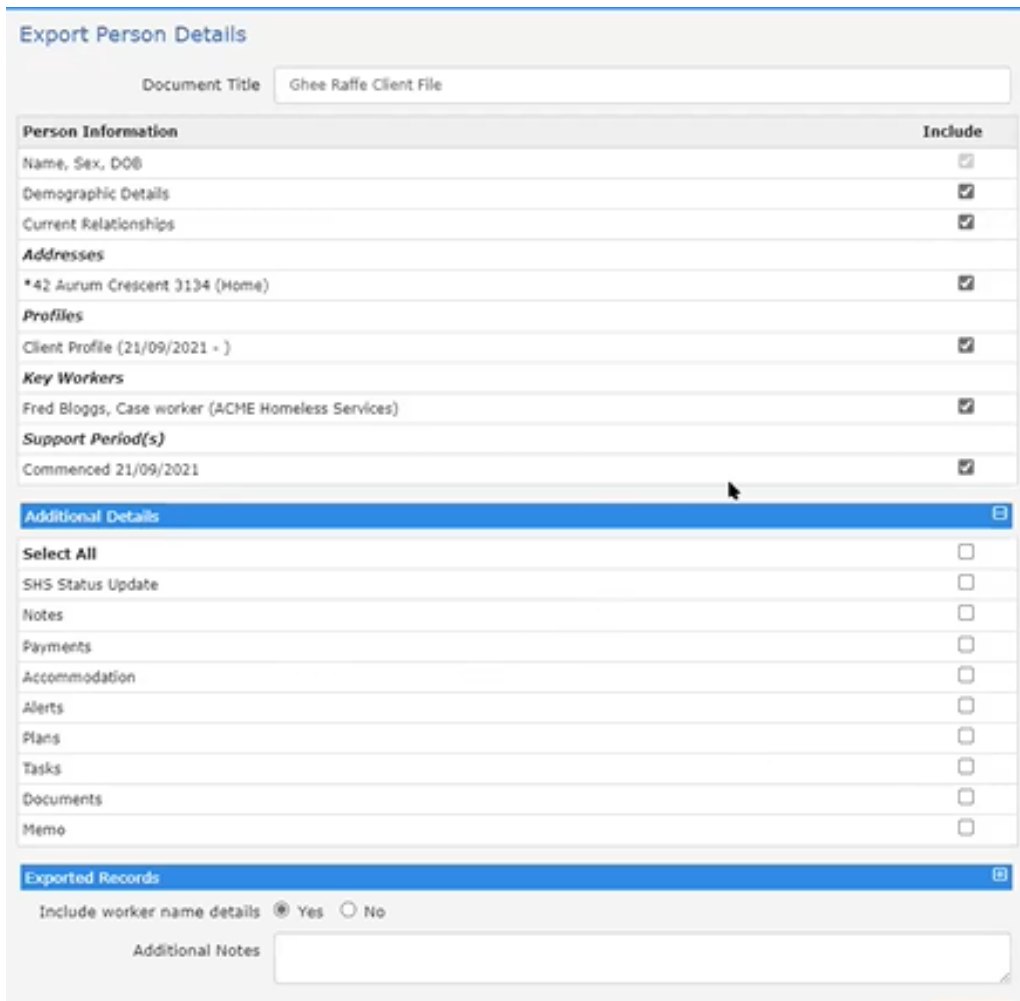 Export Person Details
Document Title Ghee Raffe Client File
Person Information Include
Name, Sex, DOB
Demographic Details
Current Relationships
Addresses
*42 Aurum Crescent 3134 (Home)
Profiles
Client Profile (21/09/2021 - )
Key Workers
Fred Bloggs, Case worker (ACME Homeless Services)
Support Period(s)
Commenced 21/09/2021
Additional Details
Select All
SHS Status Update
Notes
Payments
Accommodation
Alerts
Plans
Tasks
Documents
Memo
Exported Records
Include worker name details Yes No
Additional Notes